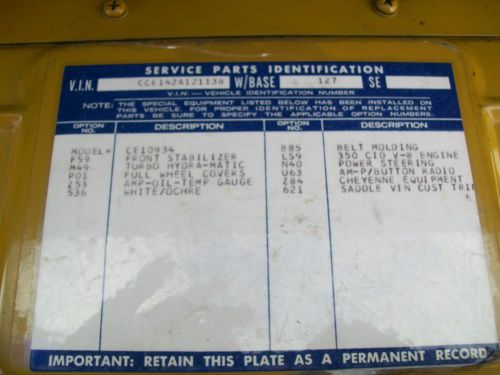 SERVICE PARTS IDENTIFICATION
V.I.N. CCE142A121138 W/BASE 127 SE
V.I.N. — VEHICLE IDENTIFICATION NUMBER
NOTE: THE SPECIAL EQUIPMENT LISTED BELOW HAS BEEN INSTALLED ON
THIS VEHICLE. FOR PROPER IDENTIFICATION OF REPLACEMENT
PARTS BE SURE TO SPECIFY THE APPLICABLE OPTION NUMBERS.
OPTION NO. DESCRIPTION OPTION NO. DESCRIPTION
MODEL= CE10934 B85 BELT MOLDING
F59 FRONT STABILIZER LS9 350 CID V-8 ENGINE
M49 TURBO HYDRA-MATIC N40 POWER STEERING
P01 FULL WHEEL COVERS U63 AM-P/BUTTON RADIO
Z53 AMP-OIL-TEMP GAUGE Z84 CHEYENNE EQUIPMENT
536 WHITE/OCHRE 621 SADDLE VIN CUST TRIM
IMPORTANT: RETAIN THIS PLATE AS A PERMANENT RECORD